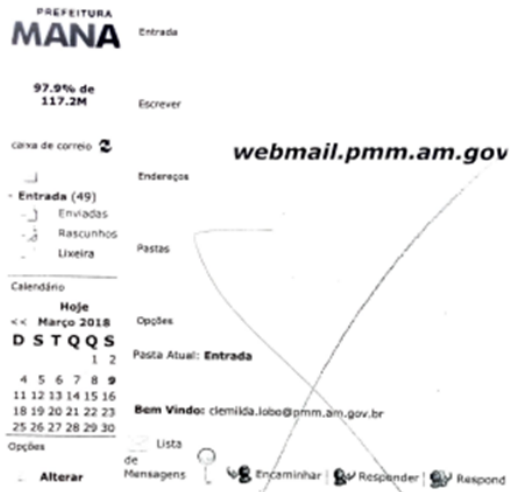 PREFEITURA
MANA
Entrada
97.9% de
117.2M
Escrever
caixa de correio
webmail.pmm.am.gov
Endereços
- Entrada (49)
Enviadas
Rascunhos
Lixeira
Pastas
Calendário
Hoje
<< Março 2018
Opções
D S T Q Q S
1 2
Pasta Atual: Entrada
4 5 6 7 8 9
11 12 13 14 15 16
18 19 20 21 22 23
Bem Vindo: clemilda.lobo@pmm.am.gov.br
25 26 27 28 29 30
Opções
Lista
de
Mensagens
Encaminhar
Responder
Respond
Alterar